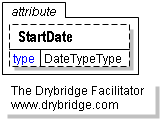 attribute
StartDate
type DateTypeType
The Drybridge Facilitator
www.drybridge.com